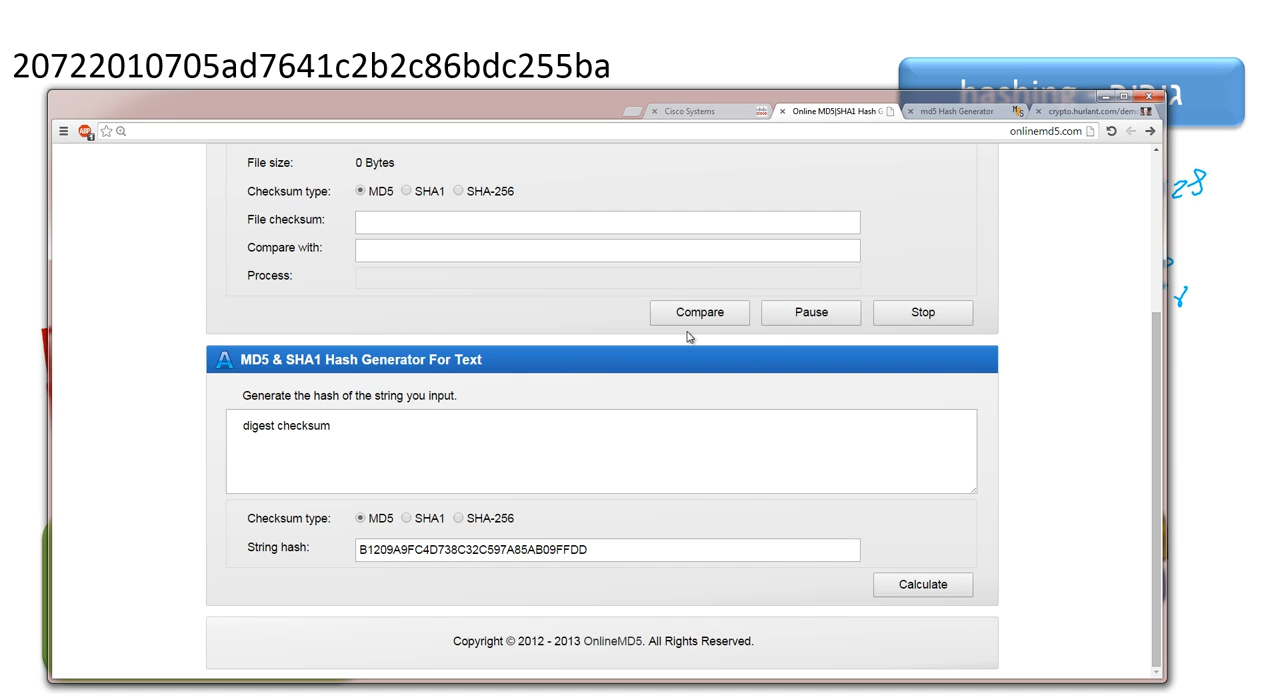 20722010705ad7641c2b2c86bdc255ba
hashing -
Cisco Systems
Online MD5|SHA1 Hash G
md5 Hash Generator
crypto.hurlant.com/dem
onlinemd5.com
28
File size: 0 Bytes
Checksum type: MD5 SHA1 SHA-256
File checksum:
Compare with:
Process:
Compare Pause Stop
MD5 & SHA1 Hash Generator For Text
Generate the hash of the string you input.
digest checksum
Checksum type: MD5 SHA1 SHA-256
String hash: B1209A9FC4D738C32C597A85AB09FFDD
Calculate
Copyright © 2012 - 2013 OnlineMD5. All Rights Reserved.